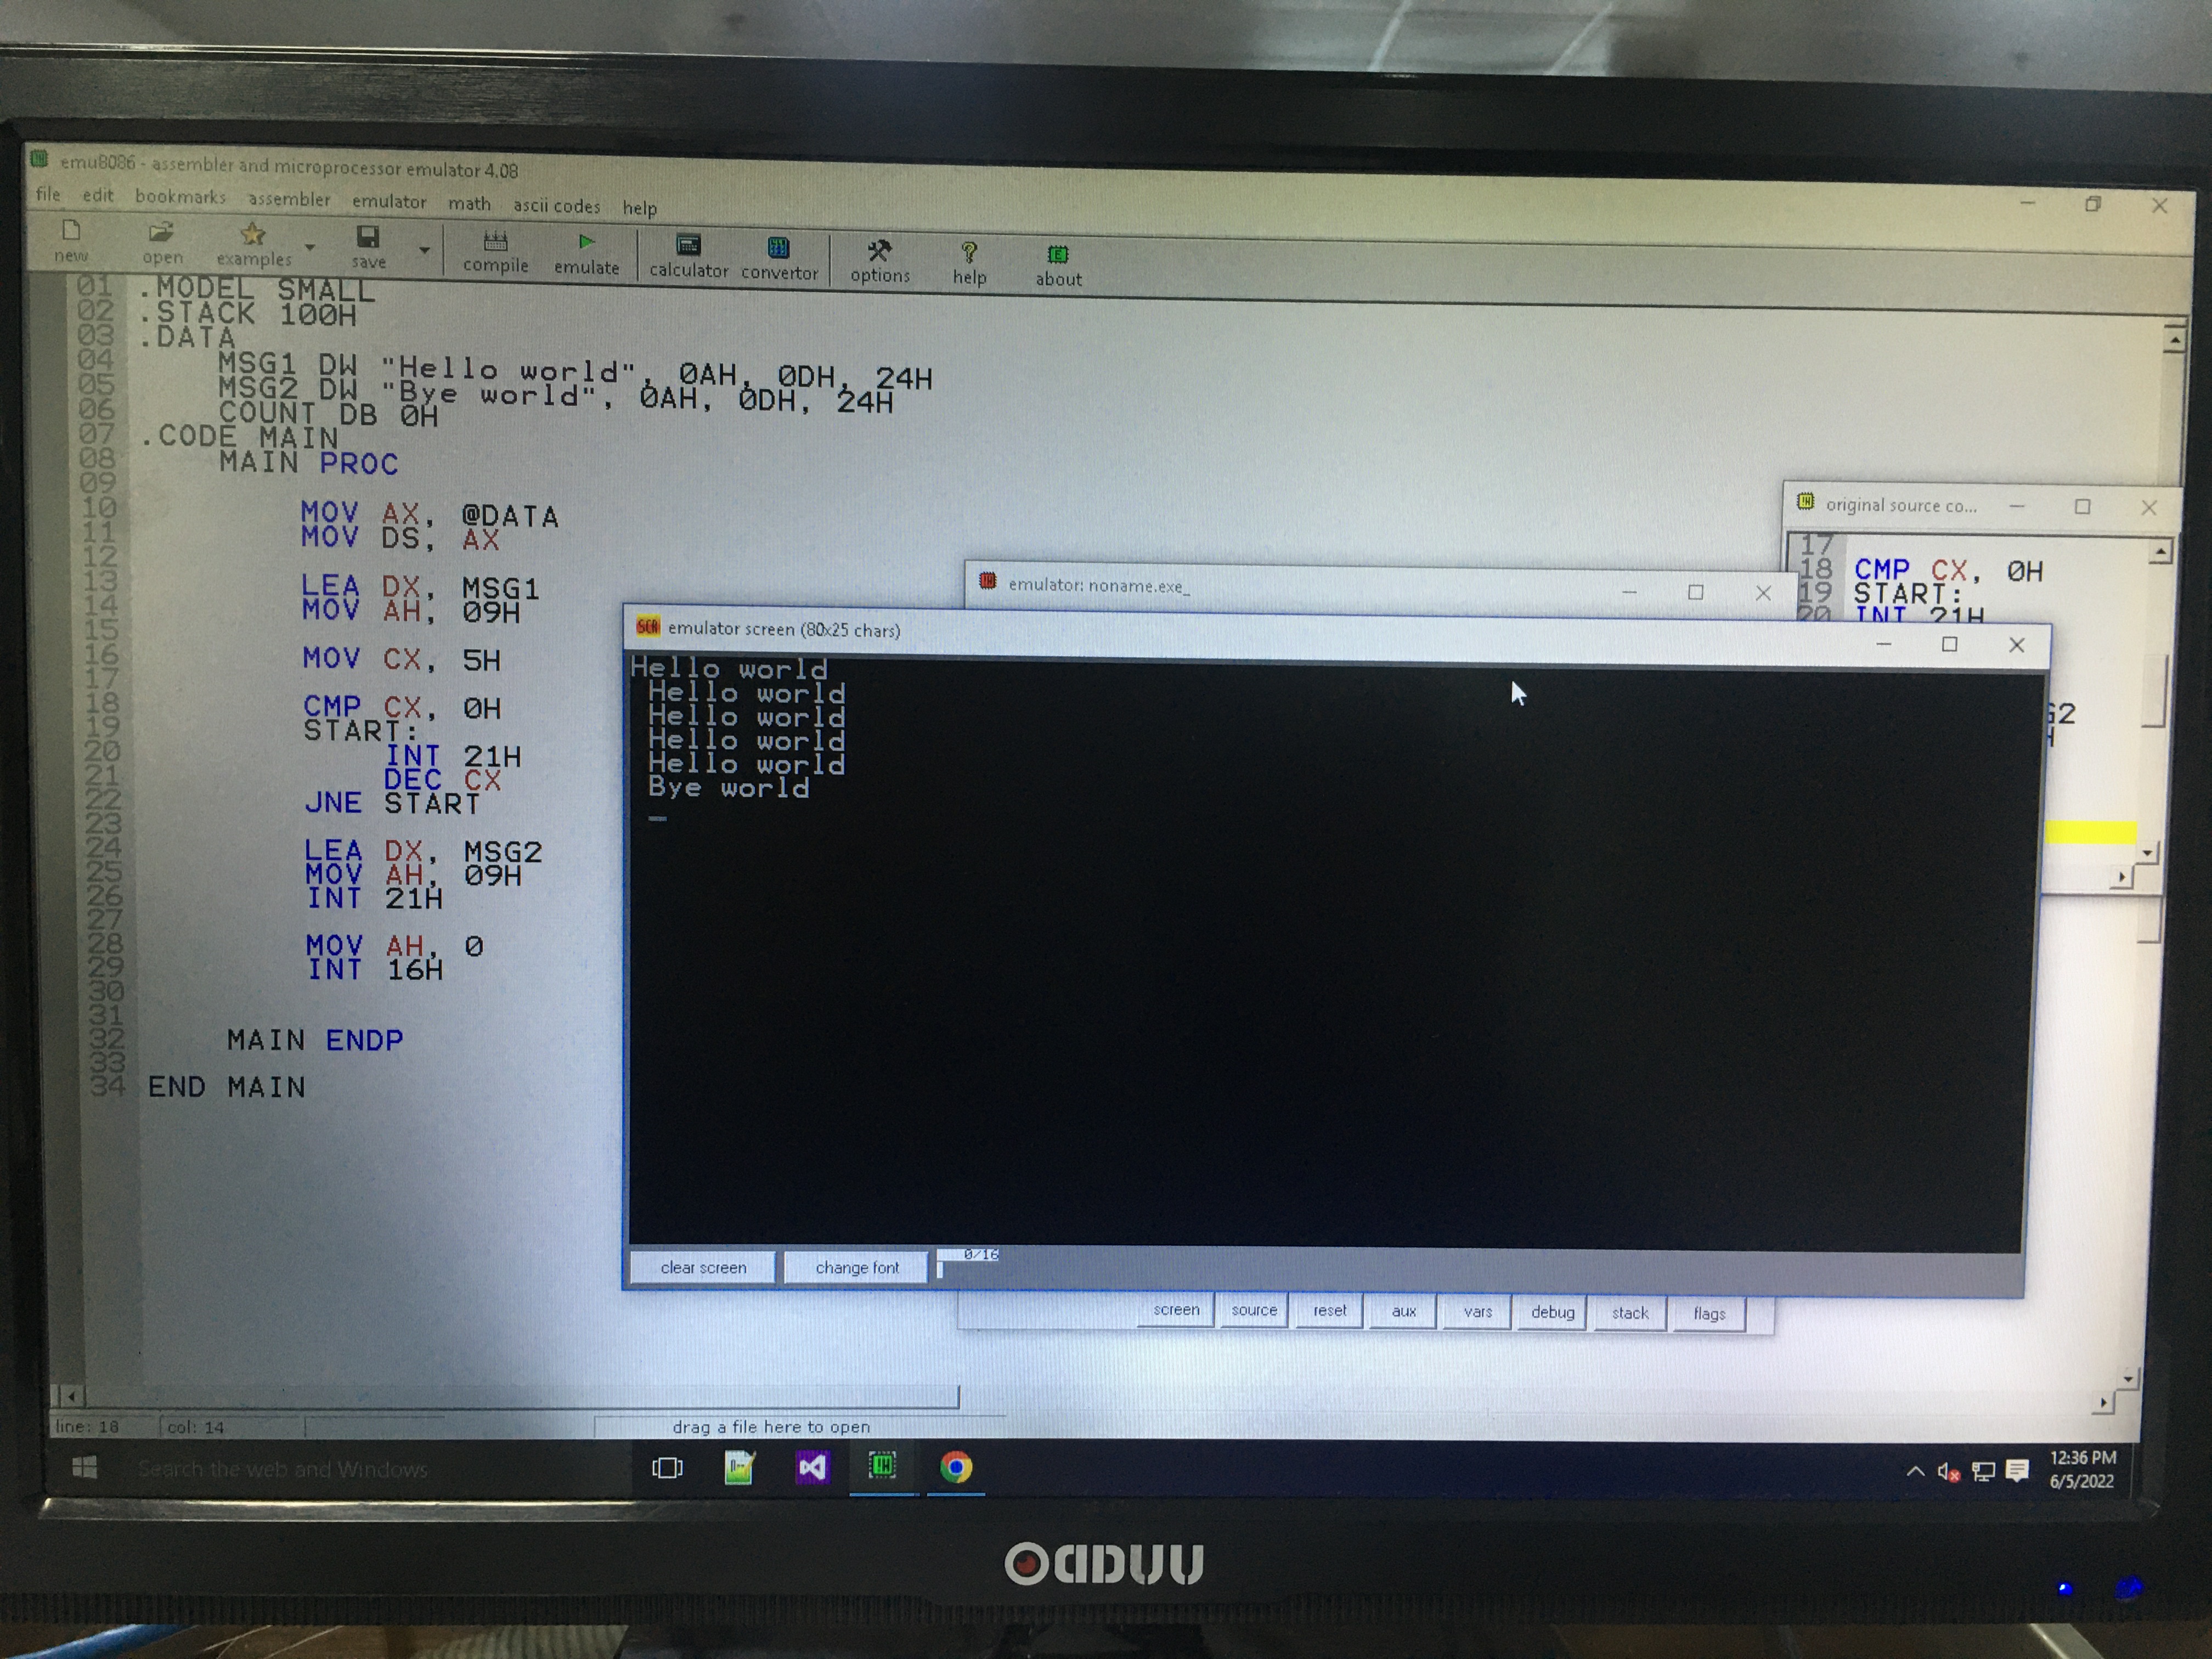 emu8086 - assembler and microprocessor emulator 4.08
file edit bookmarks assembler emulator math ascii codes help
new open examples save compile emulate calculator convertor options help about
01 .MODEL SMALL
02 .STACK 100H
03 .DATA
04 MSG1 DW "Hello world", 0AH, 0DH, 24H
05 MSG2 DW "Bye world", 0AH, 0DH, 24H
06 COUNT DB 0H
07 .CODE MAIN
08 MAIN PROC
09
10 MOV AX, @DATA
11 MOV DS, AX
12
13 LEA DX, MSG1
14 MOV AH, 09H
15
16 MOV CX, 5H
17
18 CMP CX, 0H
19 START:
20 INT 21H
21 DEC CX
22 JNE START
23
24 LEA DX, MSG2
25 MOV AH, 09H
26 INT 21H
27
28 MOV AH, 0
29 INT 16H
30
31
32 MAIN ENDP
33
34 END MAIN
original source co...
17
18 CMP CX, 0H
19 START:
20 INT 21H
emulator: noname.exe_
SCR emulator screen (80x25 chars)
Hello world
Hello world
Hello world
Hello world
Hello world
Bye world
clear screen change font 0/16
screen source reset aux vars debug stack flags
line: 18 col: 14 drag a file here to open
Search the web and Windows
12:36 PM
6/5/2022